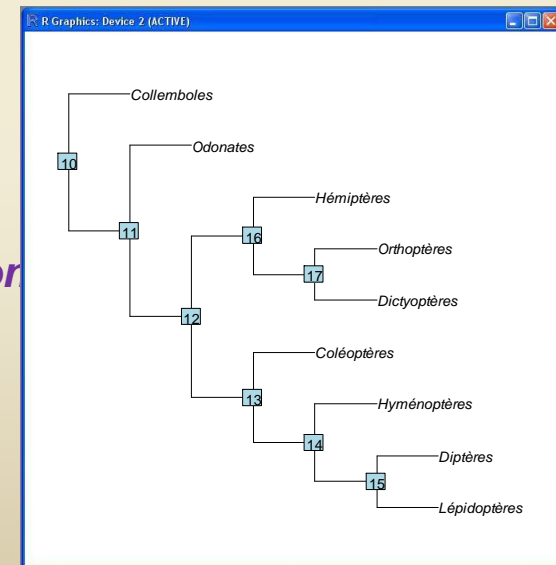 R Graphics: Device 2 (ACTIVE)
Collemboles
Odonates
10
Hémiptères
11
16
Orthoptères
17
Dictyoptères
12
Coléoptères
13
Hyménoptères
14
Diptères
15
Lépidoptères